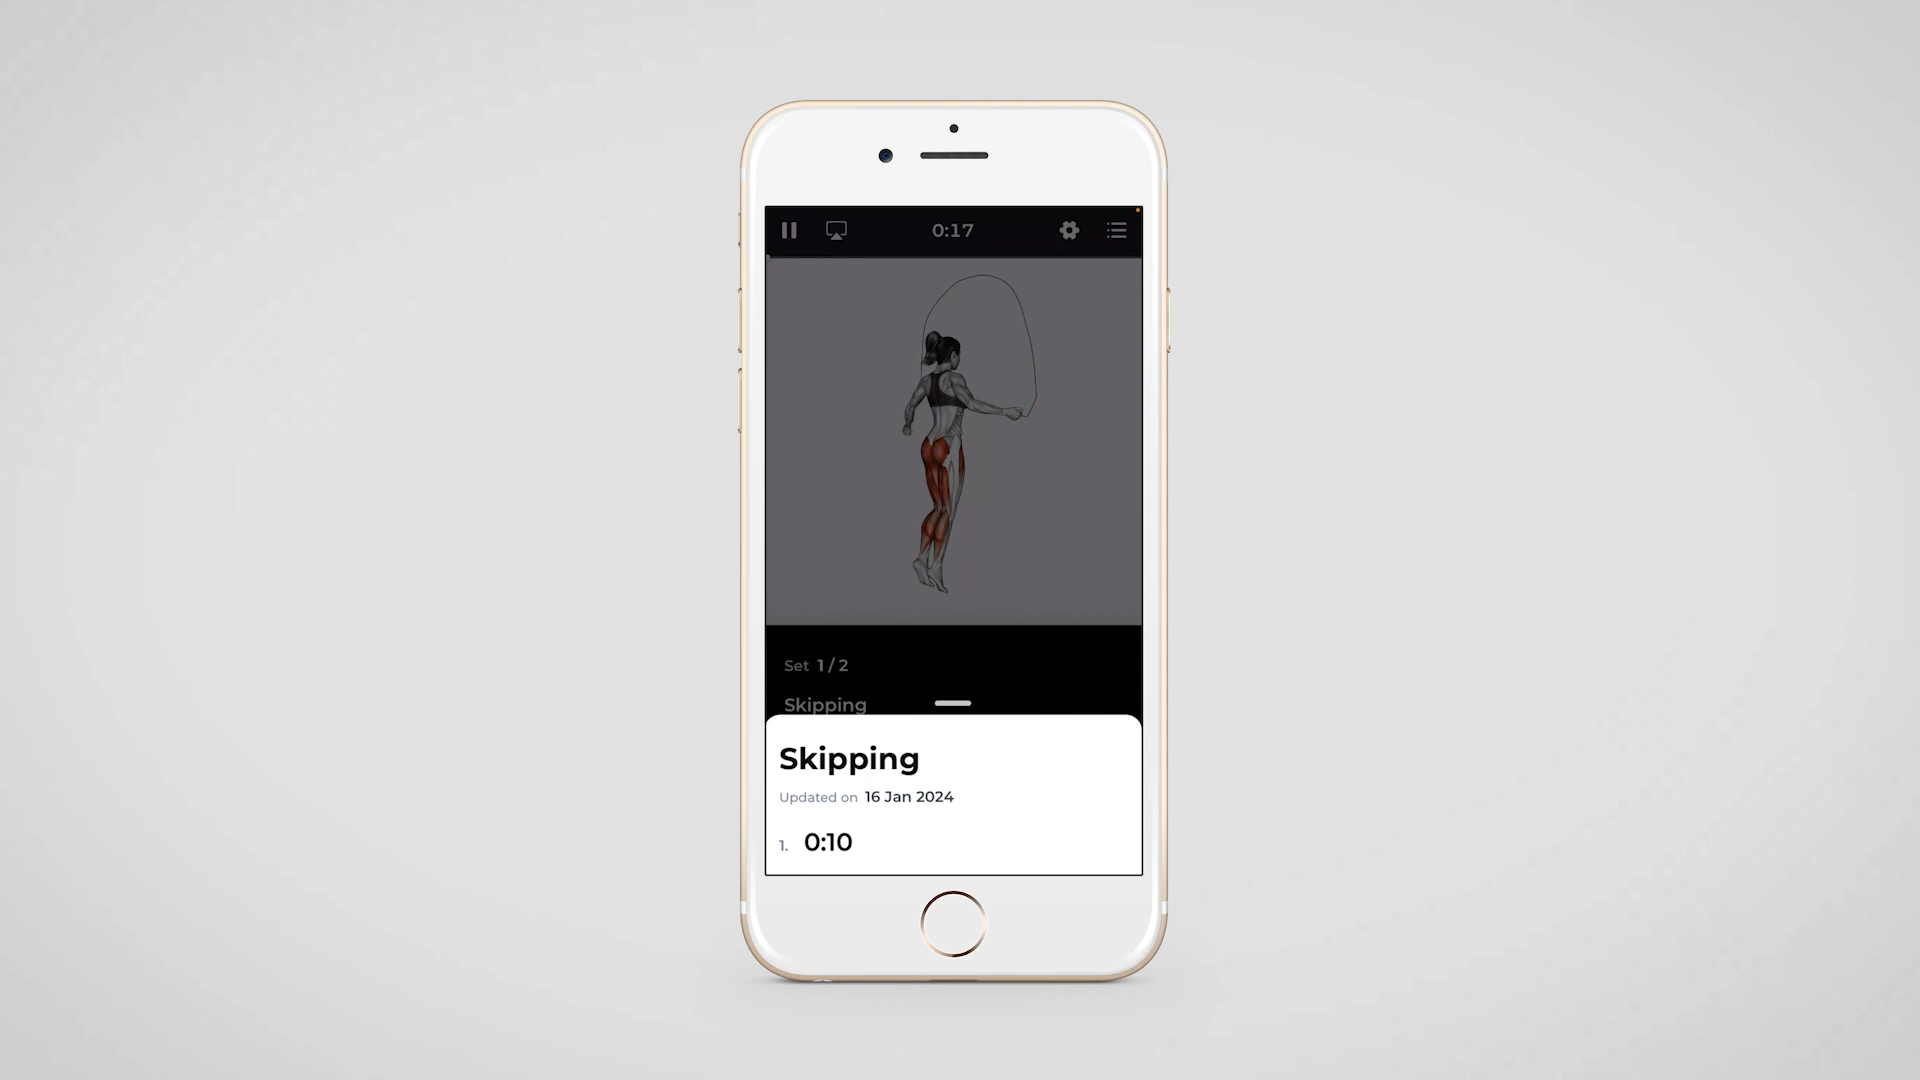 0:17
Set 1 / 2
Skipping
Skipping
Updated on 16 Jan 2024
1. 0:10